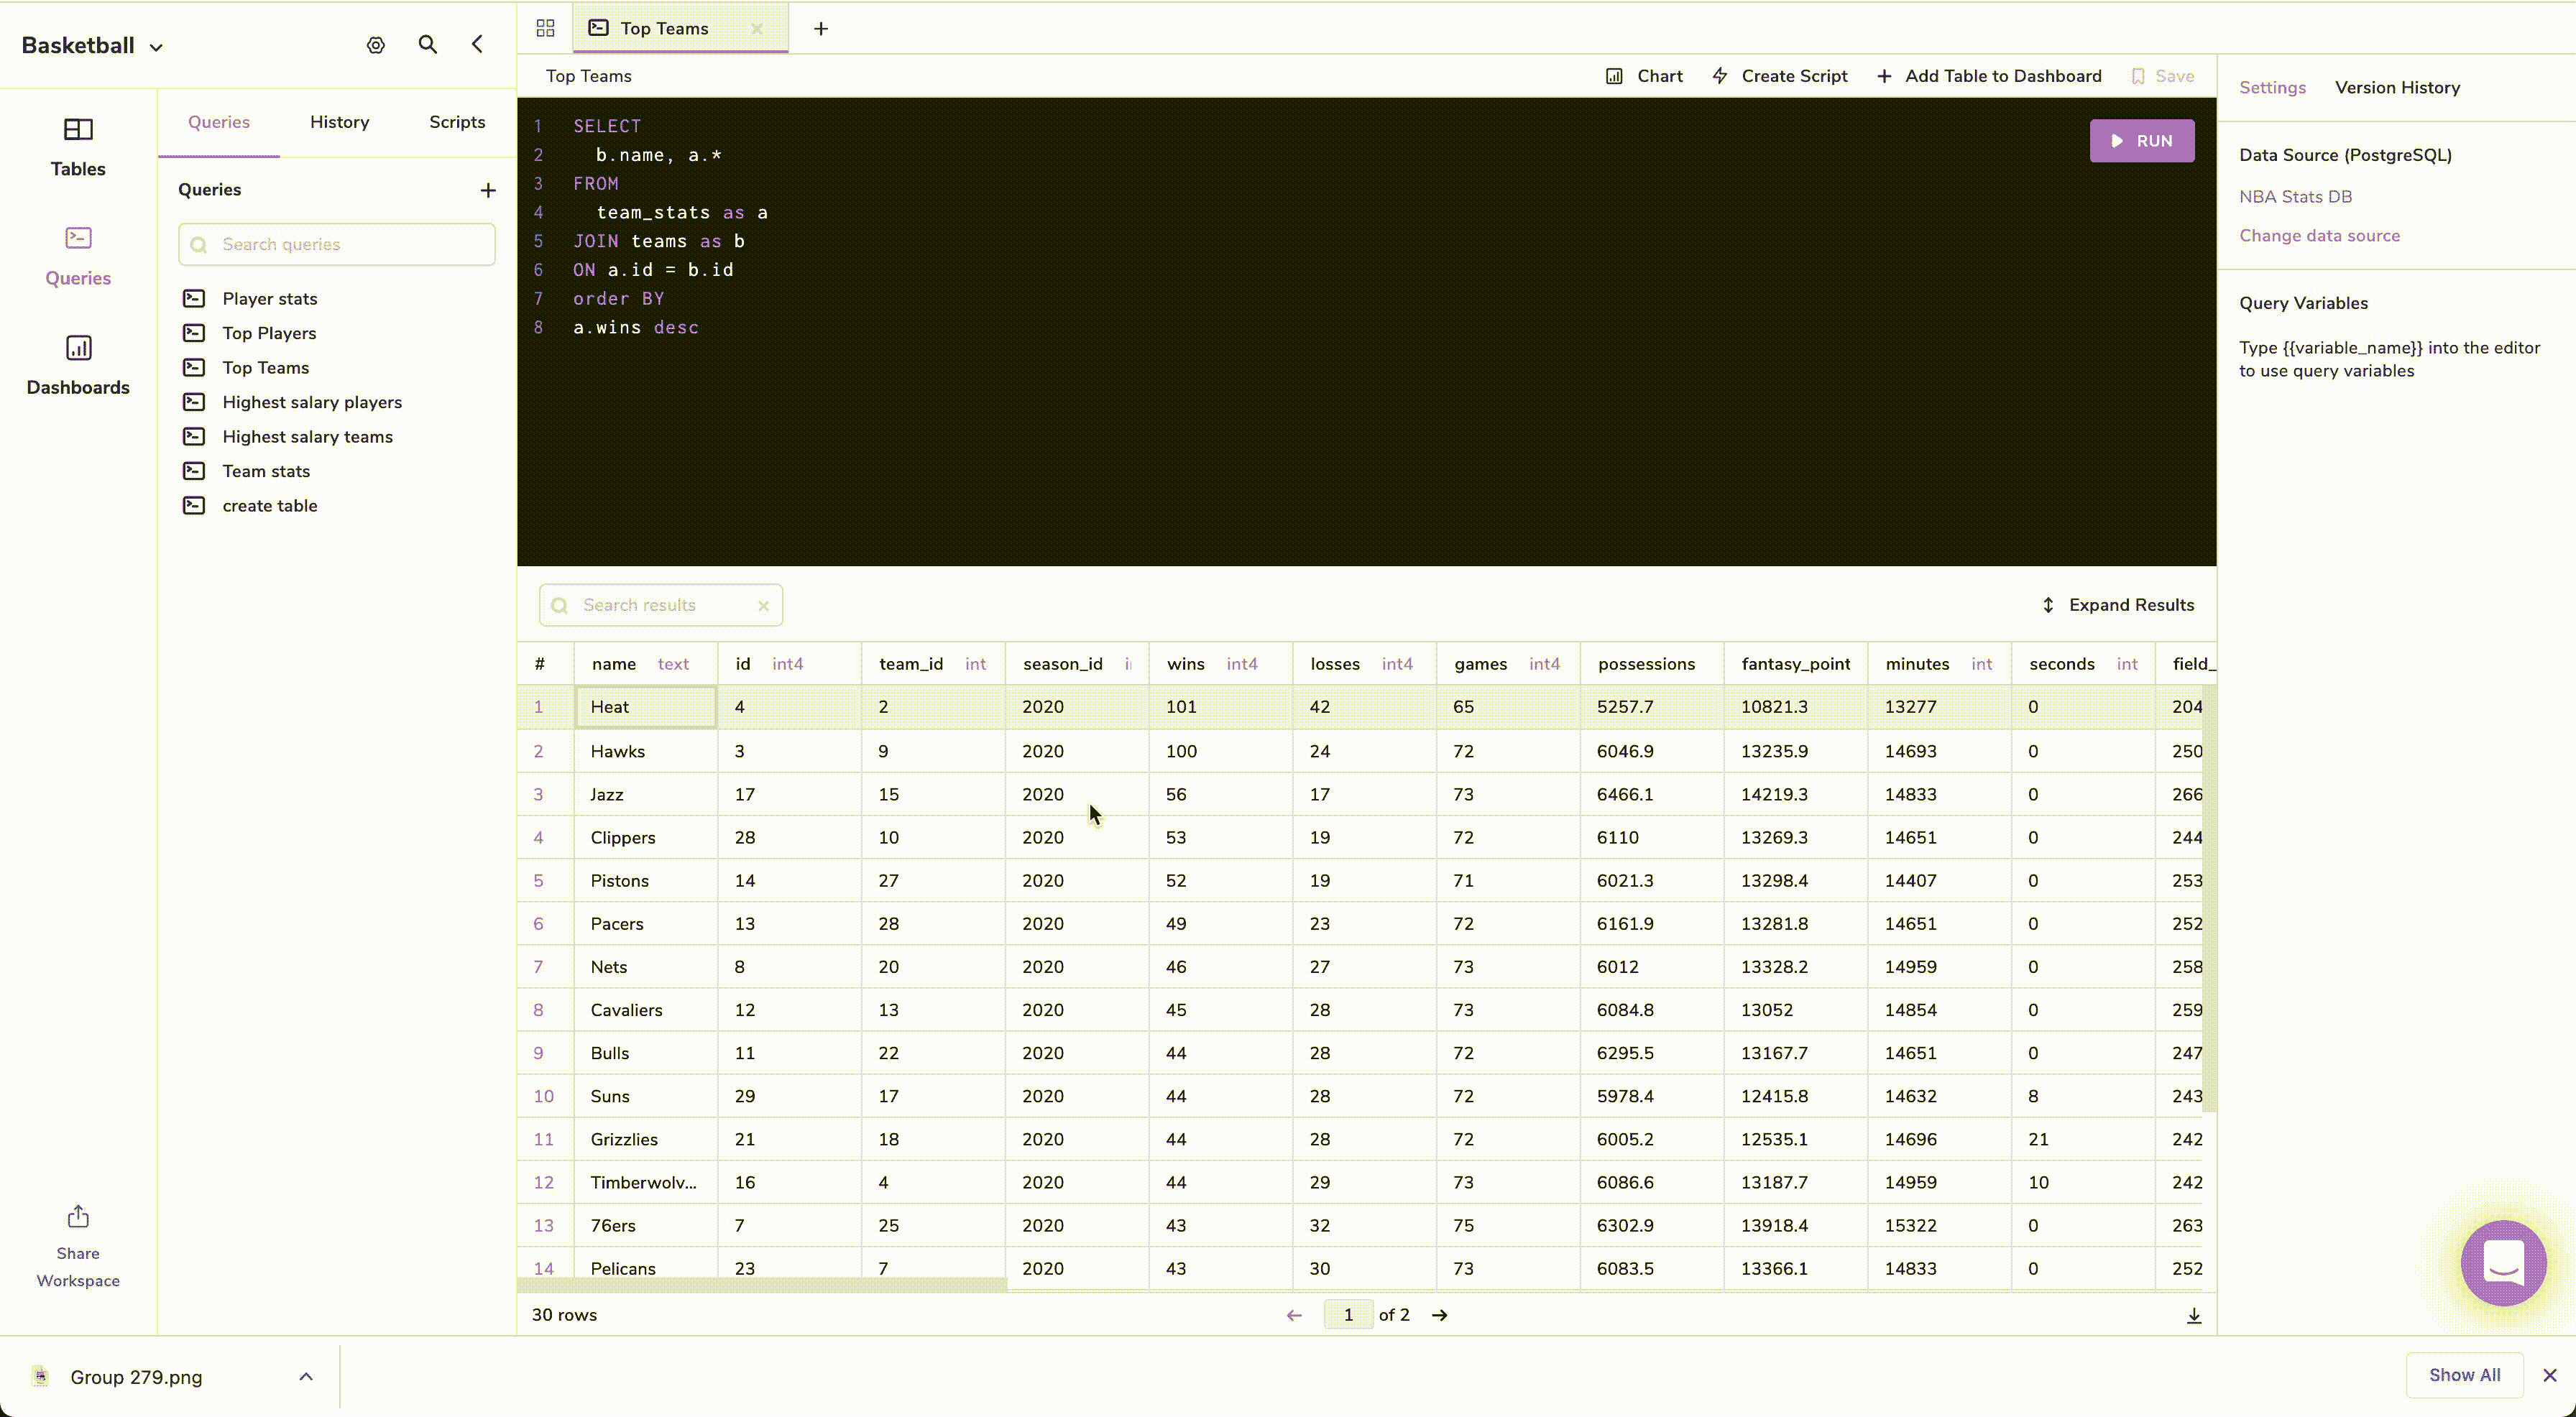 Basketball
Tables
Queries
Dashboards
Share
Workspace
Queries History Scripts
Queries
Search queries
Player stats
Top Players
Top Teams
Highest salary players
Highest salary teams
Team stats
create table
Top Teams
Top Teams
Chart Create Script Add Table to Dashboard Save
1 SELECT
2 b.name, a.*
3 FROM
4 team_stats as a
5 JOIN teams as b
6 ON a.id = b.id
7 order BY
8 a.wins desc
RUN
Settings Version History
Data Source (PostgreSQL)
NBA Stats DB
Change data source
Query Variables
Type {{variable_name}} into the editor
to use query variables
Search results
Expand Results
# name text id int4 team_id int season_id i wins int4 losses int4 games int4 possessions fantasy_point minutes int seconds int field_
1 Heat 4 2 2020 101 42 65 5257.7 10821.3 13277 0 204
2 Hawks 3 9 2020 100 24 72 6046.9 13235.9 14693 0 250
3 Jazz 17 15 2020 56 17 73 6466.1 14219.3 14833 0 266
4 Clippers 28 10 2020 53 19 72 6110 13269.3 14651 0 244
5 Pistons 14 27 2020 52 19 71 6021.3 13298.4 14407 0 253
6 Pacers 13 28 2020 49 23 72 6161.9 13281.8 14651 0 252
7 Nets 8 20 2020 46 27 73 6012 13328.2 14959 0 258
8 Cavaliers 12 13 2020 45 28 73 6084.8 13052 14854 0 259
9 Bulls 11 22 2020 44 28 72 6295.5 13167.7 14651 0 247
10 Suns 29 17 2020 44 28 72 5978.4 12415.8 14632 8 243
11 Grizzlies 21 18 2020 44 28 72 6005.2 12535.1 14696 21 242
12 Timberwolv... 16 4 2020 44 29 73 6086.6 13187.7 14959 10 242
13 76ers 7 25 2020 43 32 75 6302.9 13918.4 15322 0 263
14 Pelicans 23 7 2020 43 30 73 6083.5 13366.1 14833 0 252
30 rows
1 of 2
Group 279.png
Show All